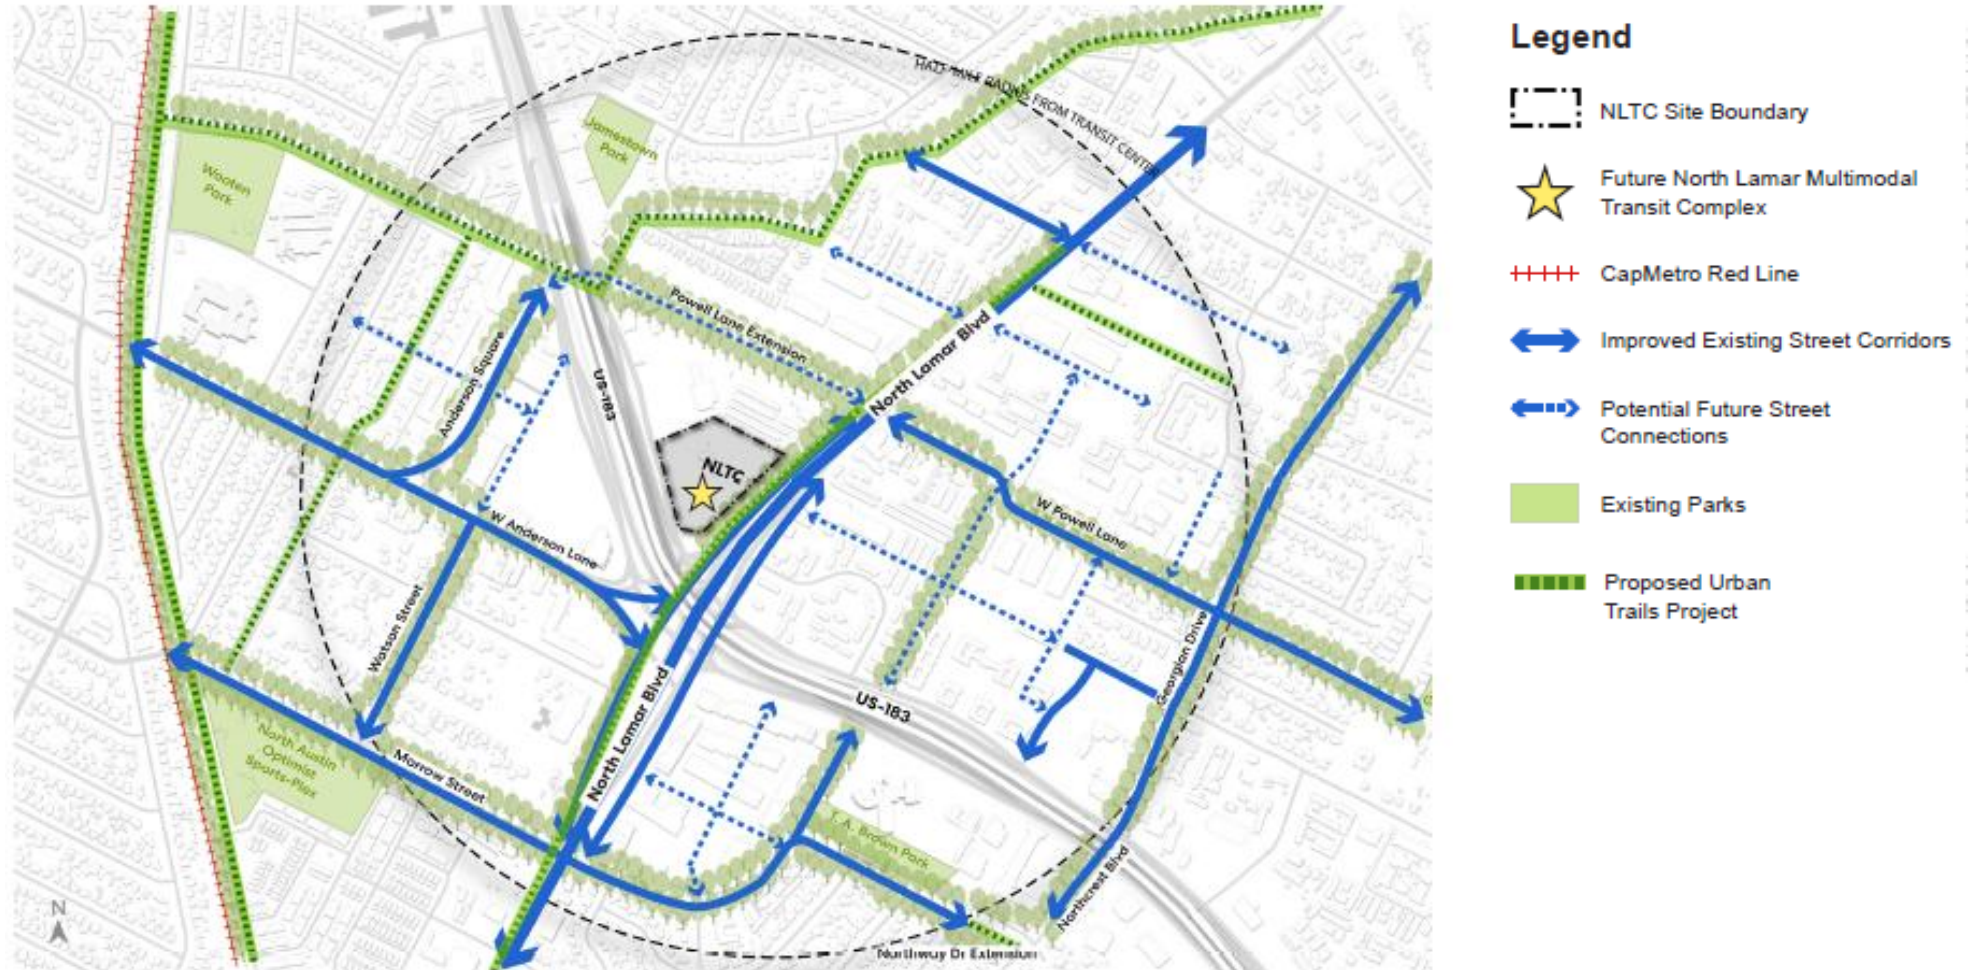 HALF MILE RADIUS FROM TRANSIT CENTER
Jamestown
Park
Wooten
Park
Powell Lane Extension
Anderson Square
US-183
North Lamar Blvd
NLTC
W Anderson Lane
W Powell Lane
Watson Street
Georgian Drive
North Lamar Blvd
US-183
North Austin
Optimist
Sports-Plex
Morrow Street
T. A. Brown Park
Northcrest Blvd
Northway Dr Extension
N
Legend
NLTC Site Boundary
Future North Lamar Multimodal
Transit Complex
CapMetro Red Line
Improved Existing Street Corridors
Potential Future Street
Connections
Existing Parks
Proposed Urban
Trails Project